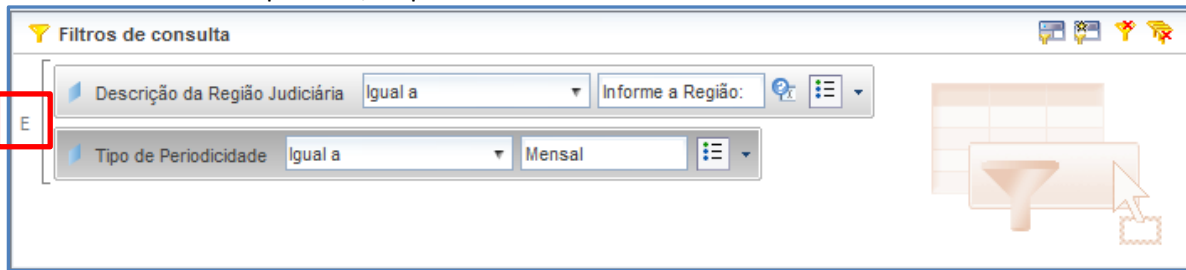 Filtros de consulta
Descrição da Região Judiciária Igual a Informe a Região:
E
Tipo de Periodicidade Igual a Mensal